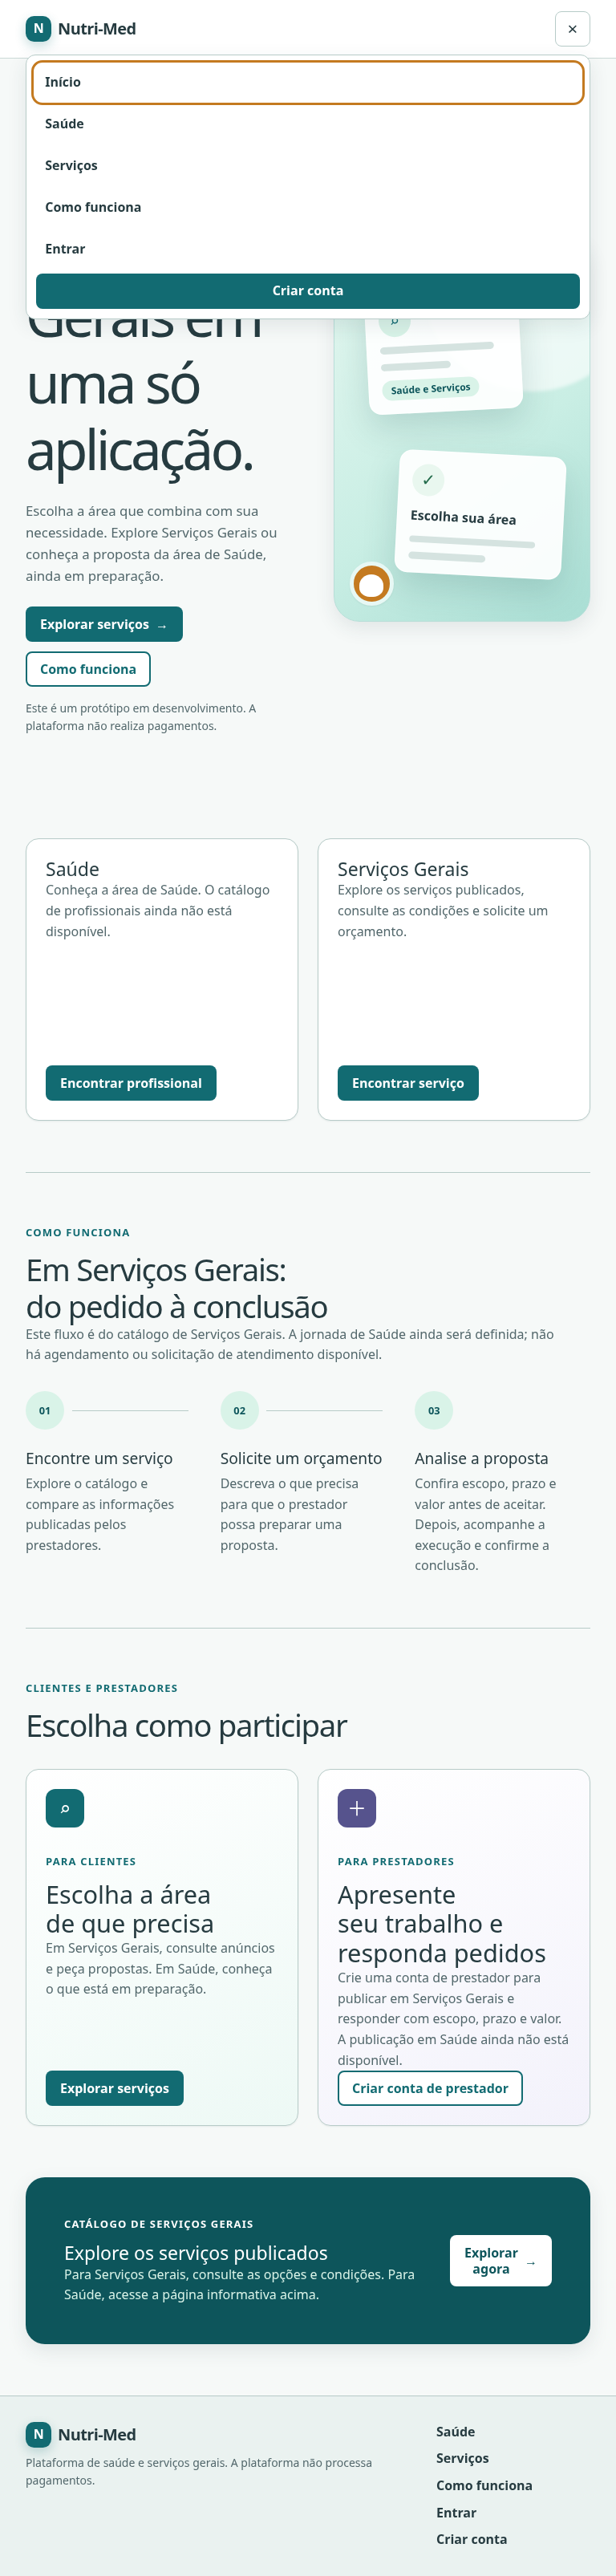 N Nutri-Med
×
Início
Saúde
Serviços
Como funciona
Entrar
Criar conta
Gerais em
uma só
aplicação.
Escolha a área que combina com sua
necessidade. Explore Serviços Gerais ou
conheça a proposta da área de Saúde,
ainda em preparação.
Explorar serviços →
Como funciona
Este é um protótipo em desenvolvimento. A
plataforma não realiza pagamentos.
Saúde e Serviços
✓
Escolha sua área
Saúde
Conheça a área de Saúde. O catálogo
de profissionais ainda não está
disponível.
Encontrar profissional
Serviços Gerais
Explore os serviços publicados,
consulte as condições e solicite um
orçamento.
Encontrar serviço
COMO FUNCIONA
Em Serviços Gerais:
do pedido à conclusão
Este fluxo é do catálogo de Serviços Gerais. A jornada de Saúde ainda será definida; não
há agendamento ou solicitação de atendimento disponível.
01
Encontre um serviço
Explore o catálogo e
compare as informações
publicadas pelos
prestadores.
02
Solicite um orçamento
Descreva o que precisa
para que o prestador
possa preparar uma
proposta.
03
Analise a proposta
Confira escopo, prazo e
valor antes de aceitar.
Depois, acompanhe a
execução e confirme a
conclusão.
CLIENTES E PRESTADORES
Escolha como participar
PARA CLIENTES
Escolha a área
de que precisa
Em Serviços Gerais, consulte anúncios
e peça propostas. Em Saúde, conheça
o que está em preparação.
Explorar serviços
PARA PRESTADORES
Apresente
seu trabalho e
responda pedidos
Crie uma conta de prestador para
publicar em Serviços Gerais e
responder com escopo, prazo e valor.
A publicação em Saúde ainda não está
disponível.
Criar conta de prestador
CATÁLOGO DE SERVIÇOS GERAIS
Explore os serviços publicados
Em Serviços Gerais, consulte as opções e condições. Para
Saúde, acesse a página informativa acima.
Explorar
agora →
N Nutri-Med
Plataforma de saúde e serviços gerais. A plataforma não processa
pagamentos.
Saúde
Serviços
Como funciona
Entrar
Criar conta